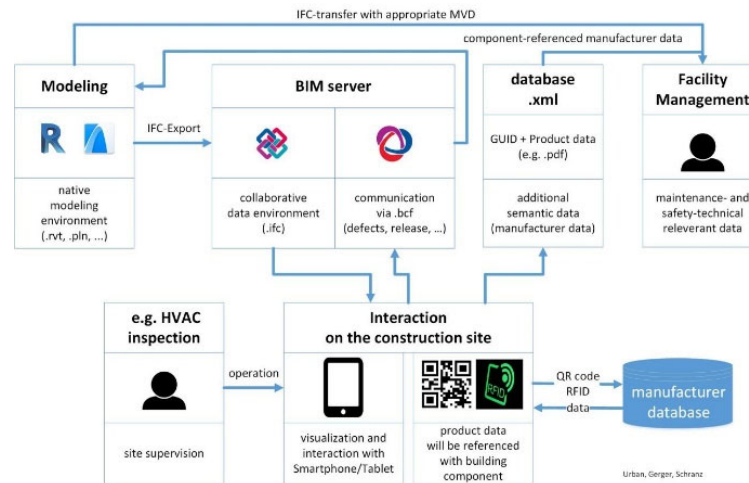 IFC-transfer with appropriate MVD
component-referenced manufacturer data
Modeling
R
IFC-Export
native
modeling
environment
(.rvt, .pln, ...)
BIM server
collaborative
data environment
(.ifc)
communication
via .bcf
(defects, release, ...)
database
.xml
GUID + Product data
(e.g. .pdf)
additional
semantic data
(manufacturer data)
Facility
Management
maintenance- and
safety-technical
releverant data
e.g. HVAC
inspection
site supervision
operation
Interaction
on the construction site
visualization and
interaction with
Smartphone/Tablet
RFID
product data
will be referenced
with building
component
QR code
RFID
data
manufacturer
database
Urban, Gerger, Schranz